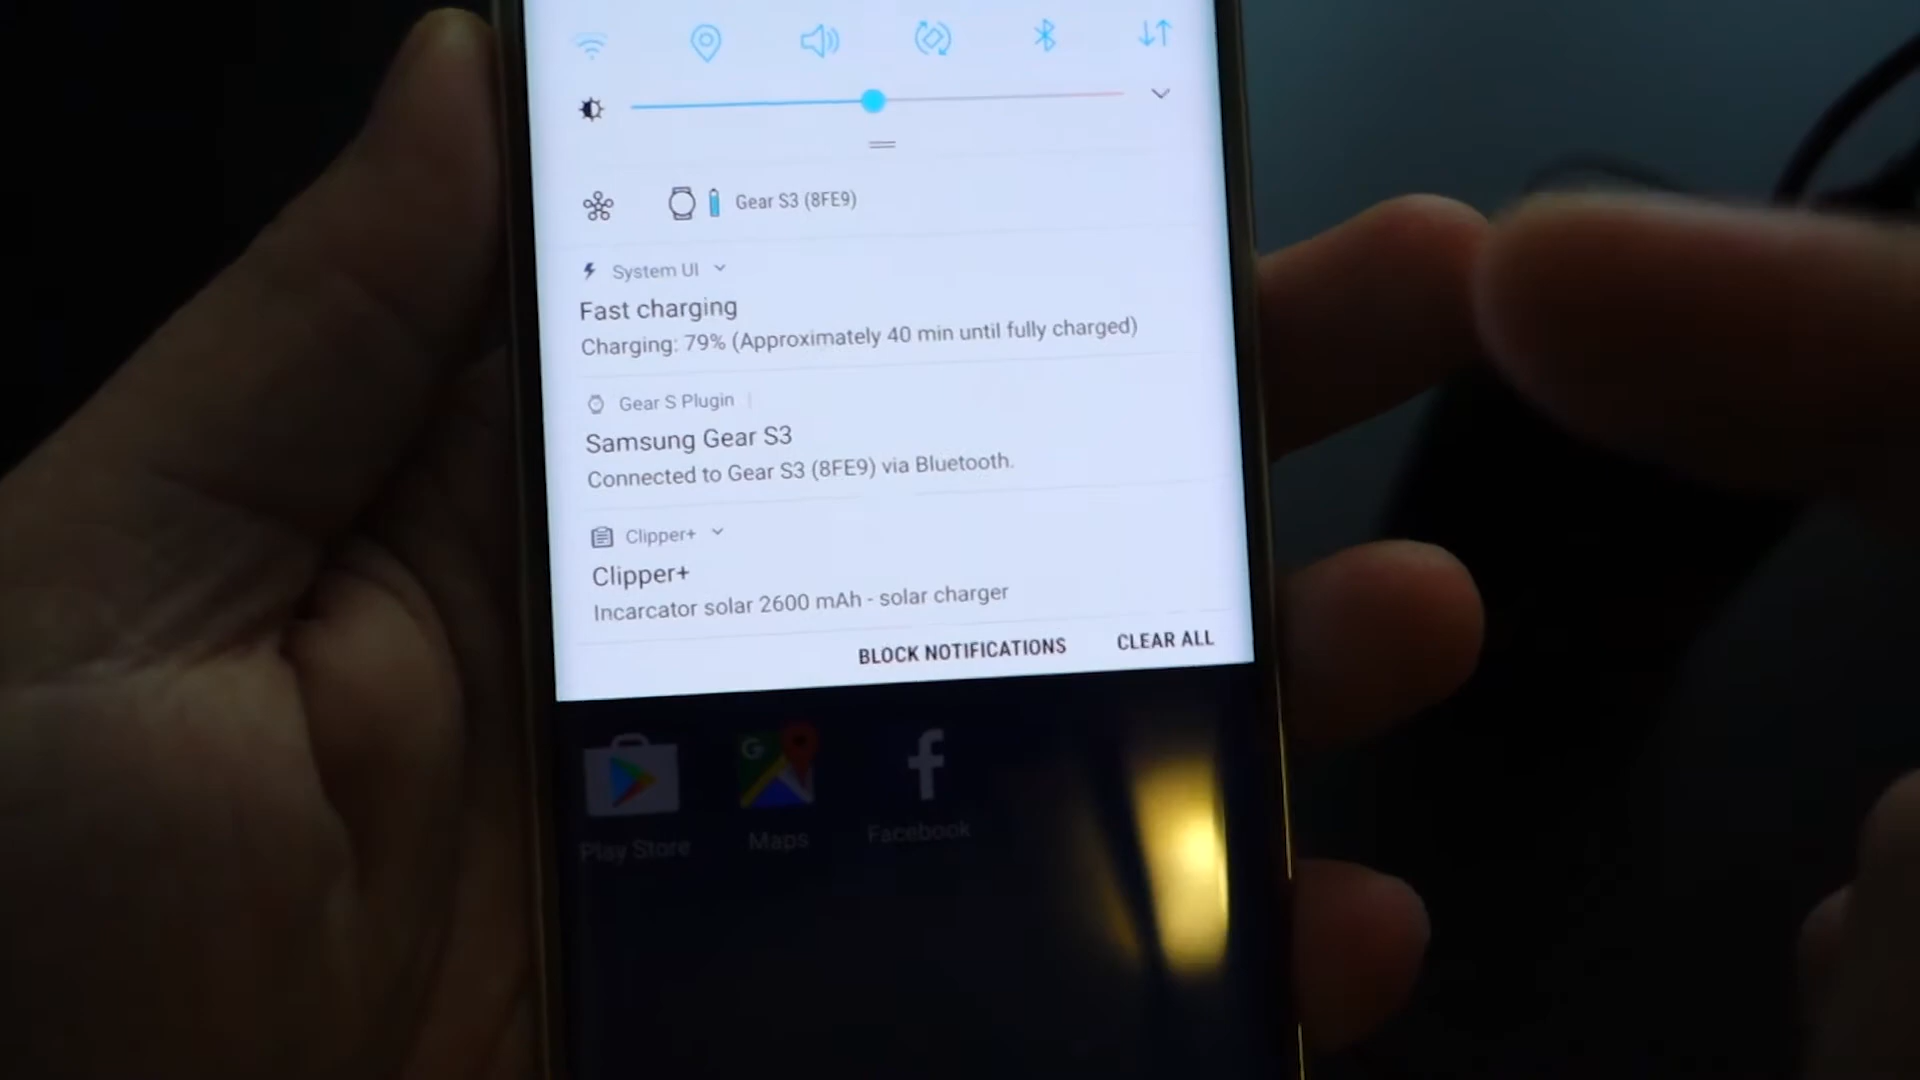 Gear S3 (8FE9)
System UI
Fast charging
Charging: 79% (Approximately 40 min until fully charged)
Gear S Plugin
Samsung Gear S3
Connected to Gear S3 (8FE9) via Bluetooth.
Clipper+
Clipper+
Incarcator solar 2600 mAh - solar charger
BLOCK NOTIFICATIONS CLEAR ALL
Play Store Maps Facebook